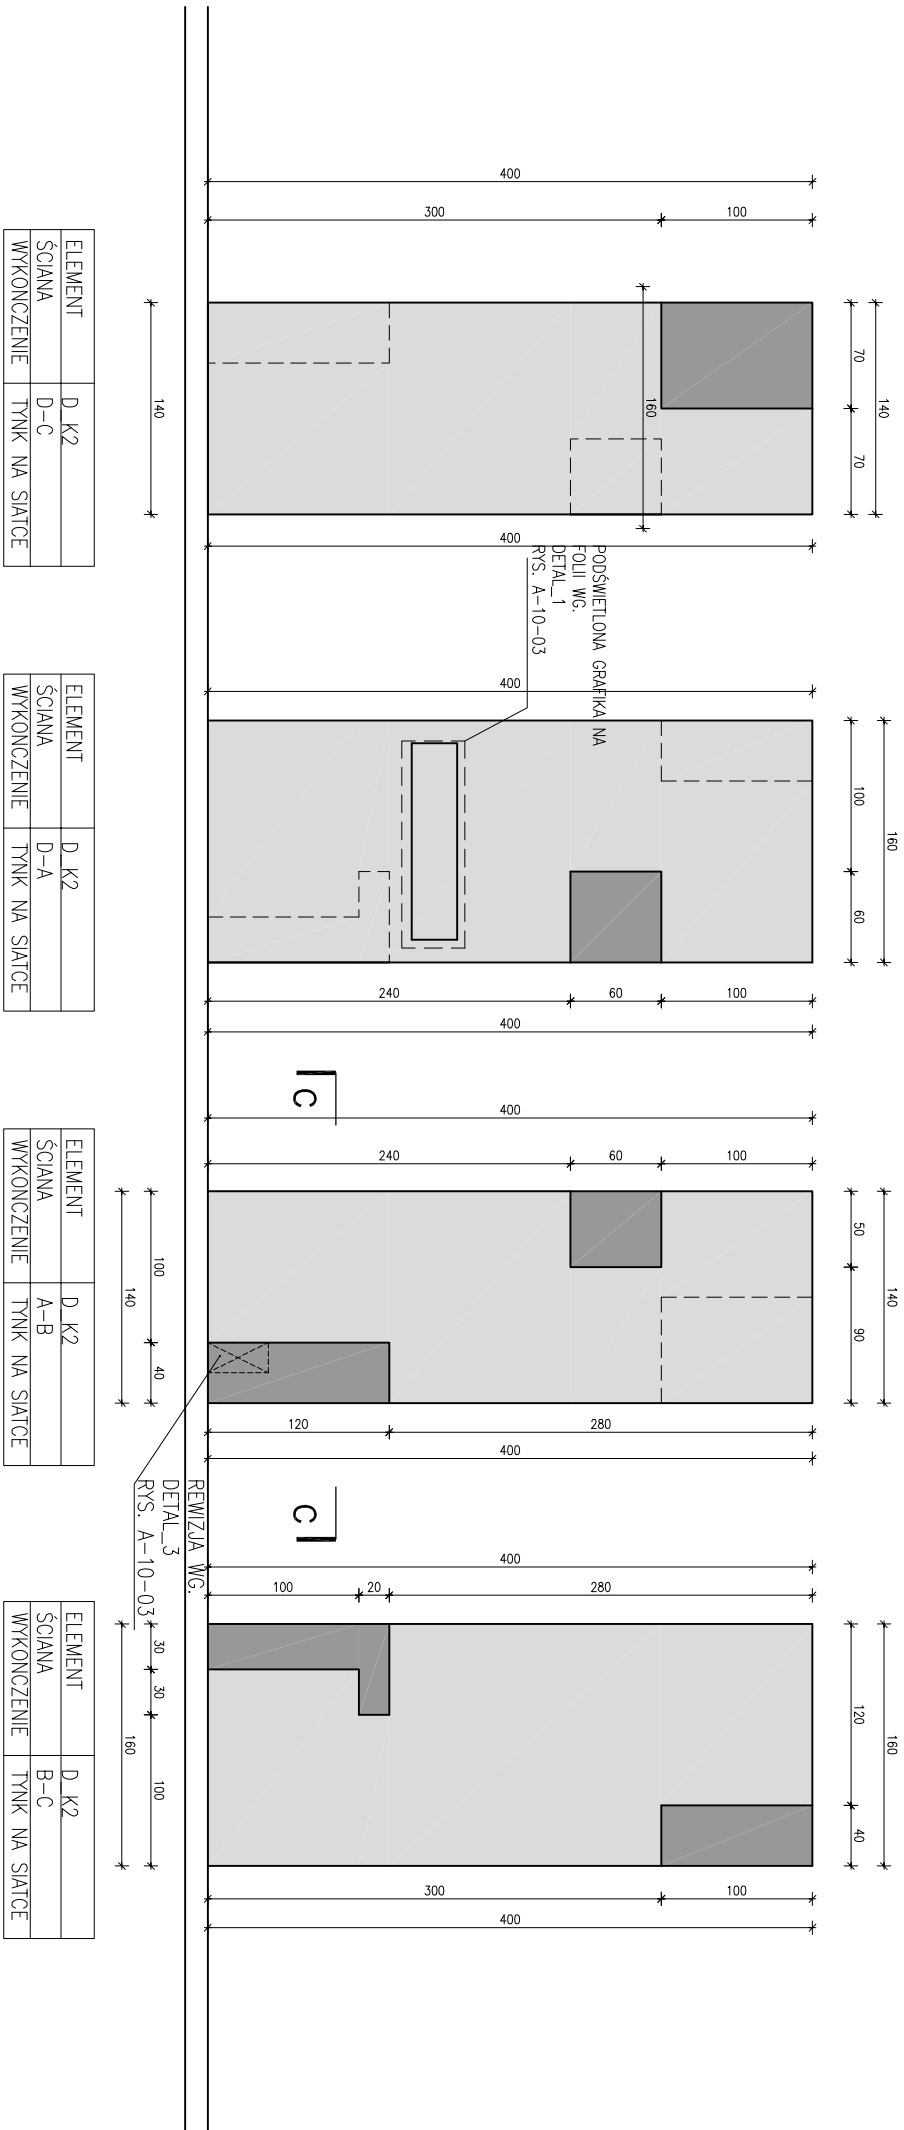 400
300
100
140
70
70
160
400
140
ELEMENT D_K2
ŚCIANA D-C
WYKOŃCZENIE TYNK NA SIATCE
PODŚWIETLONA GRAFIKA NA
FOLII WG.
DETAL_1
RYS. A-10-03
400
160
100
60
240
60
100
400
ELEMENT D_K2
ŚCIANA D-A
WYKOŃCZENIE TYNK NA SIATCE
C
400
240
60
100
140
50
90
100
40
140
120
280
400
REWIZJA WG.
DETAL_3
RYS. A-10-03
ELEMENT D_K2
ŚCIANA A-B
WYKOŃCZENIE TYNK NA SIATCE
C
400
100
20
280
160
120
40
30
30
100
160
300
100
400
ELEMENT D_K2
ŚCIANA B-C
WYKOŃCZENIE TYNK NA SIATCE